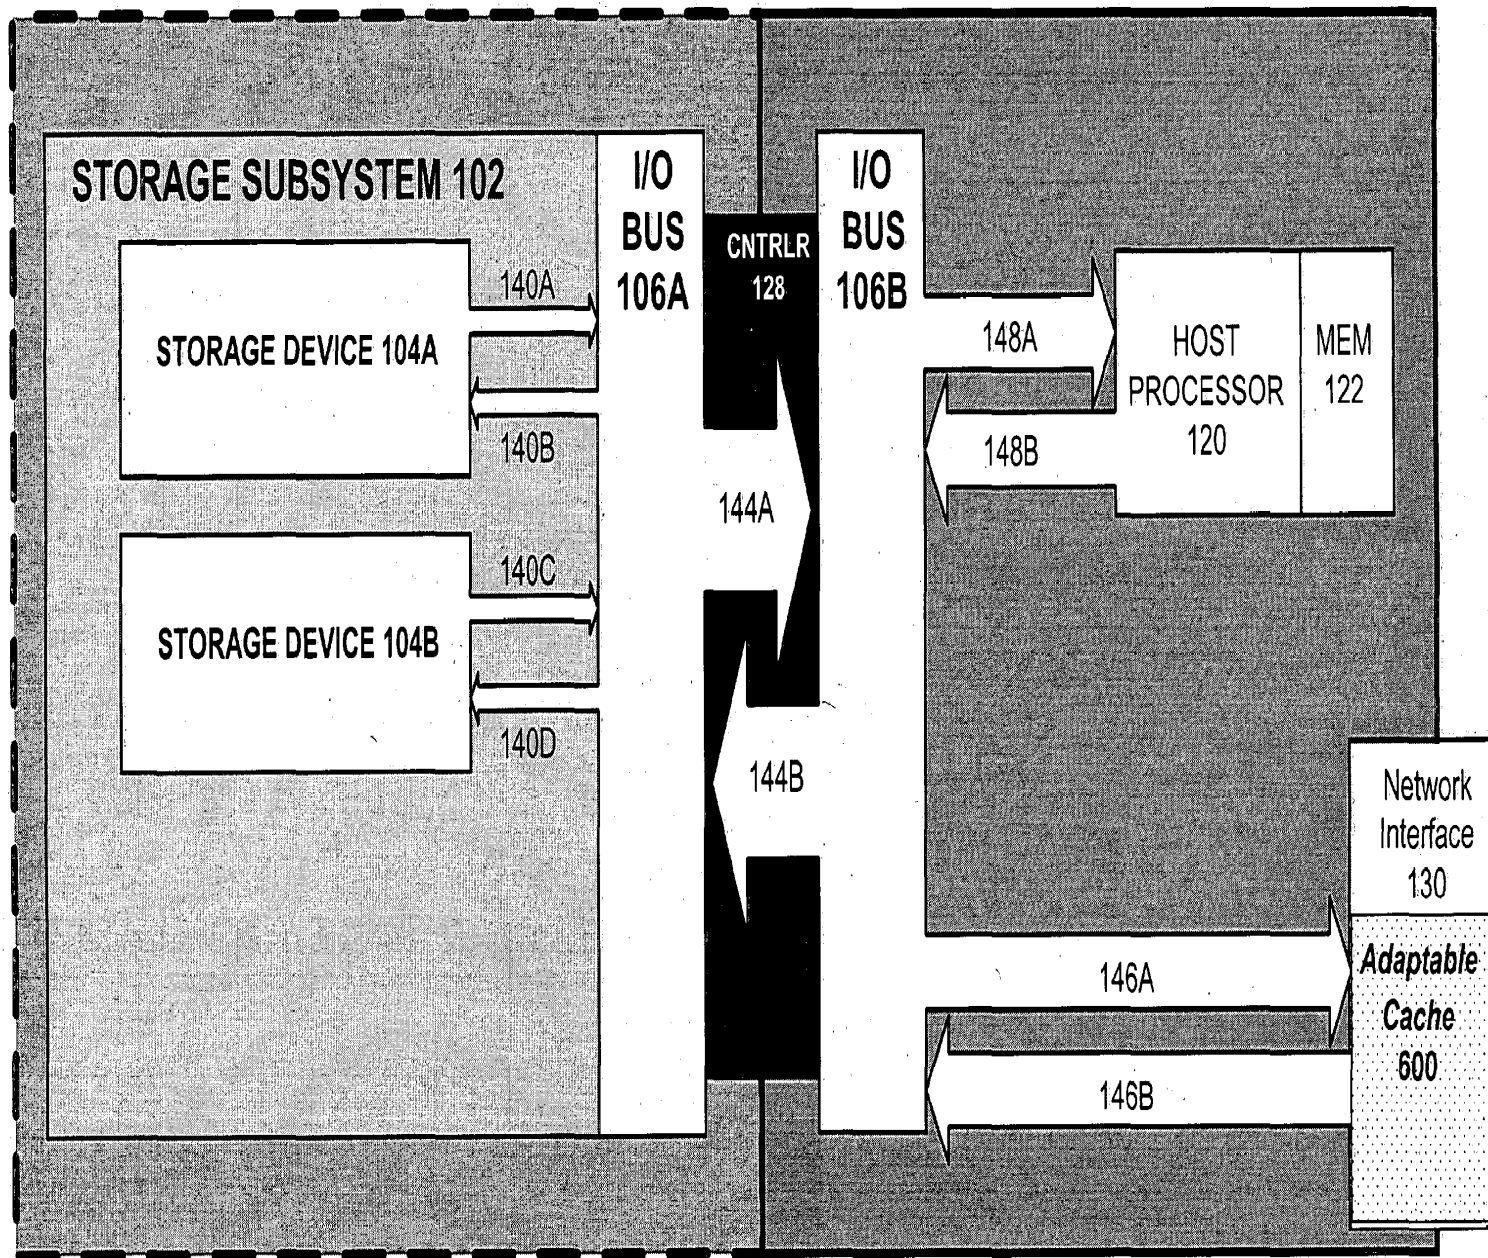 STORAGE SUBSYSTEM 102
I/O
BUS
106A
CNTRLR
128
I/O
BUS
106B
140A
STORAGE DEVICE 104A
140B
148A
HOST
PROCESSOR
120
MEM
122
148B
144A
140C
STORAGE DEVICE 104B
140D
144B
Network
Interface
130
146A
Adaptable
Cache
600
146B